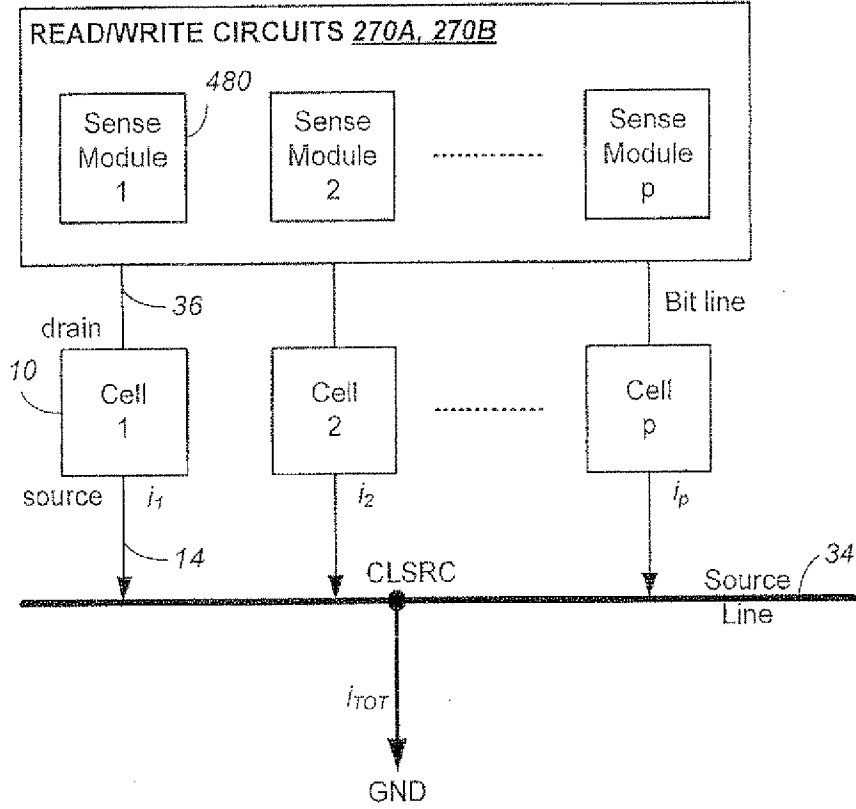 READ/WRITE CIRCUITS 270A, 270B
480
Sense
Module
1
Sense
Module
2
Sense
Module
p
36
drain
Bit line
10
Cell
1
Cell
2
Cell
p
source
i1
i2
ip
14
CLSRC
Source
Line
34
iTOT
GND